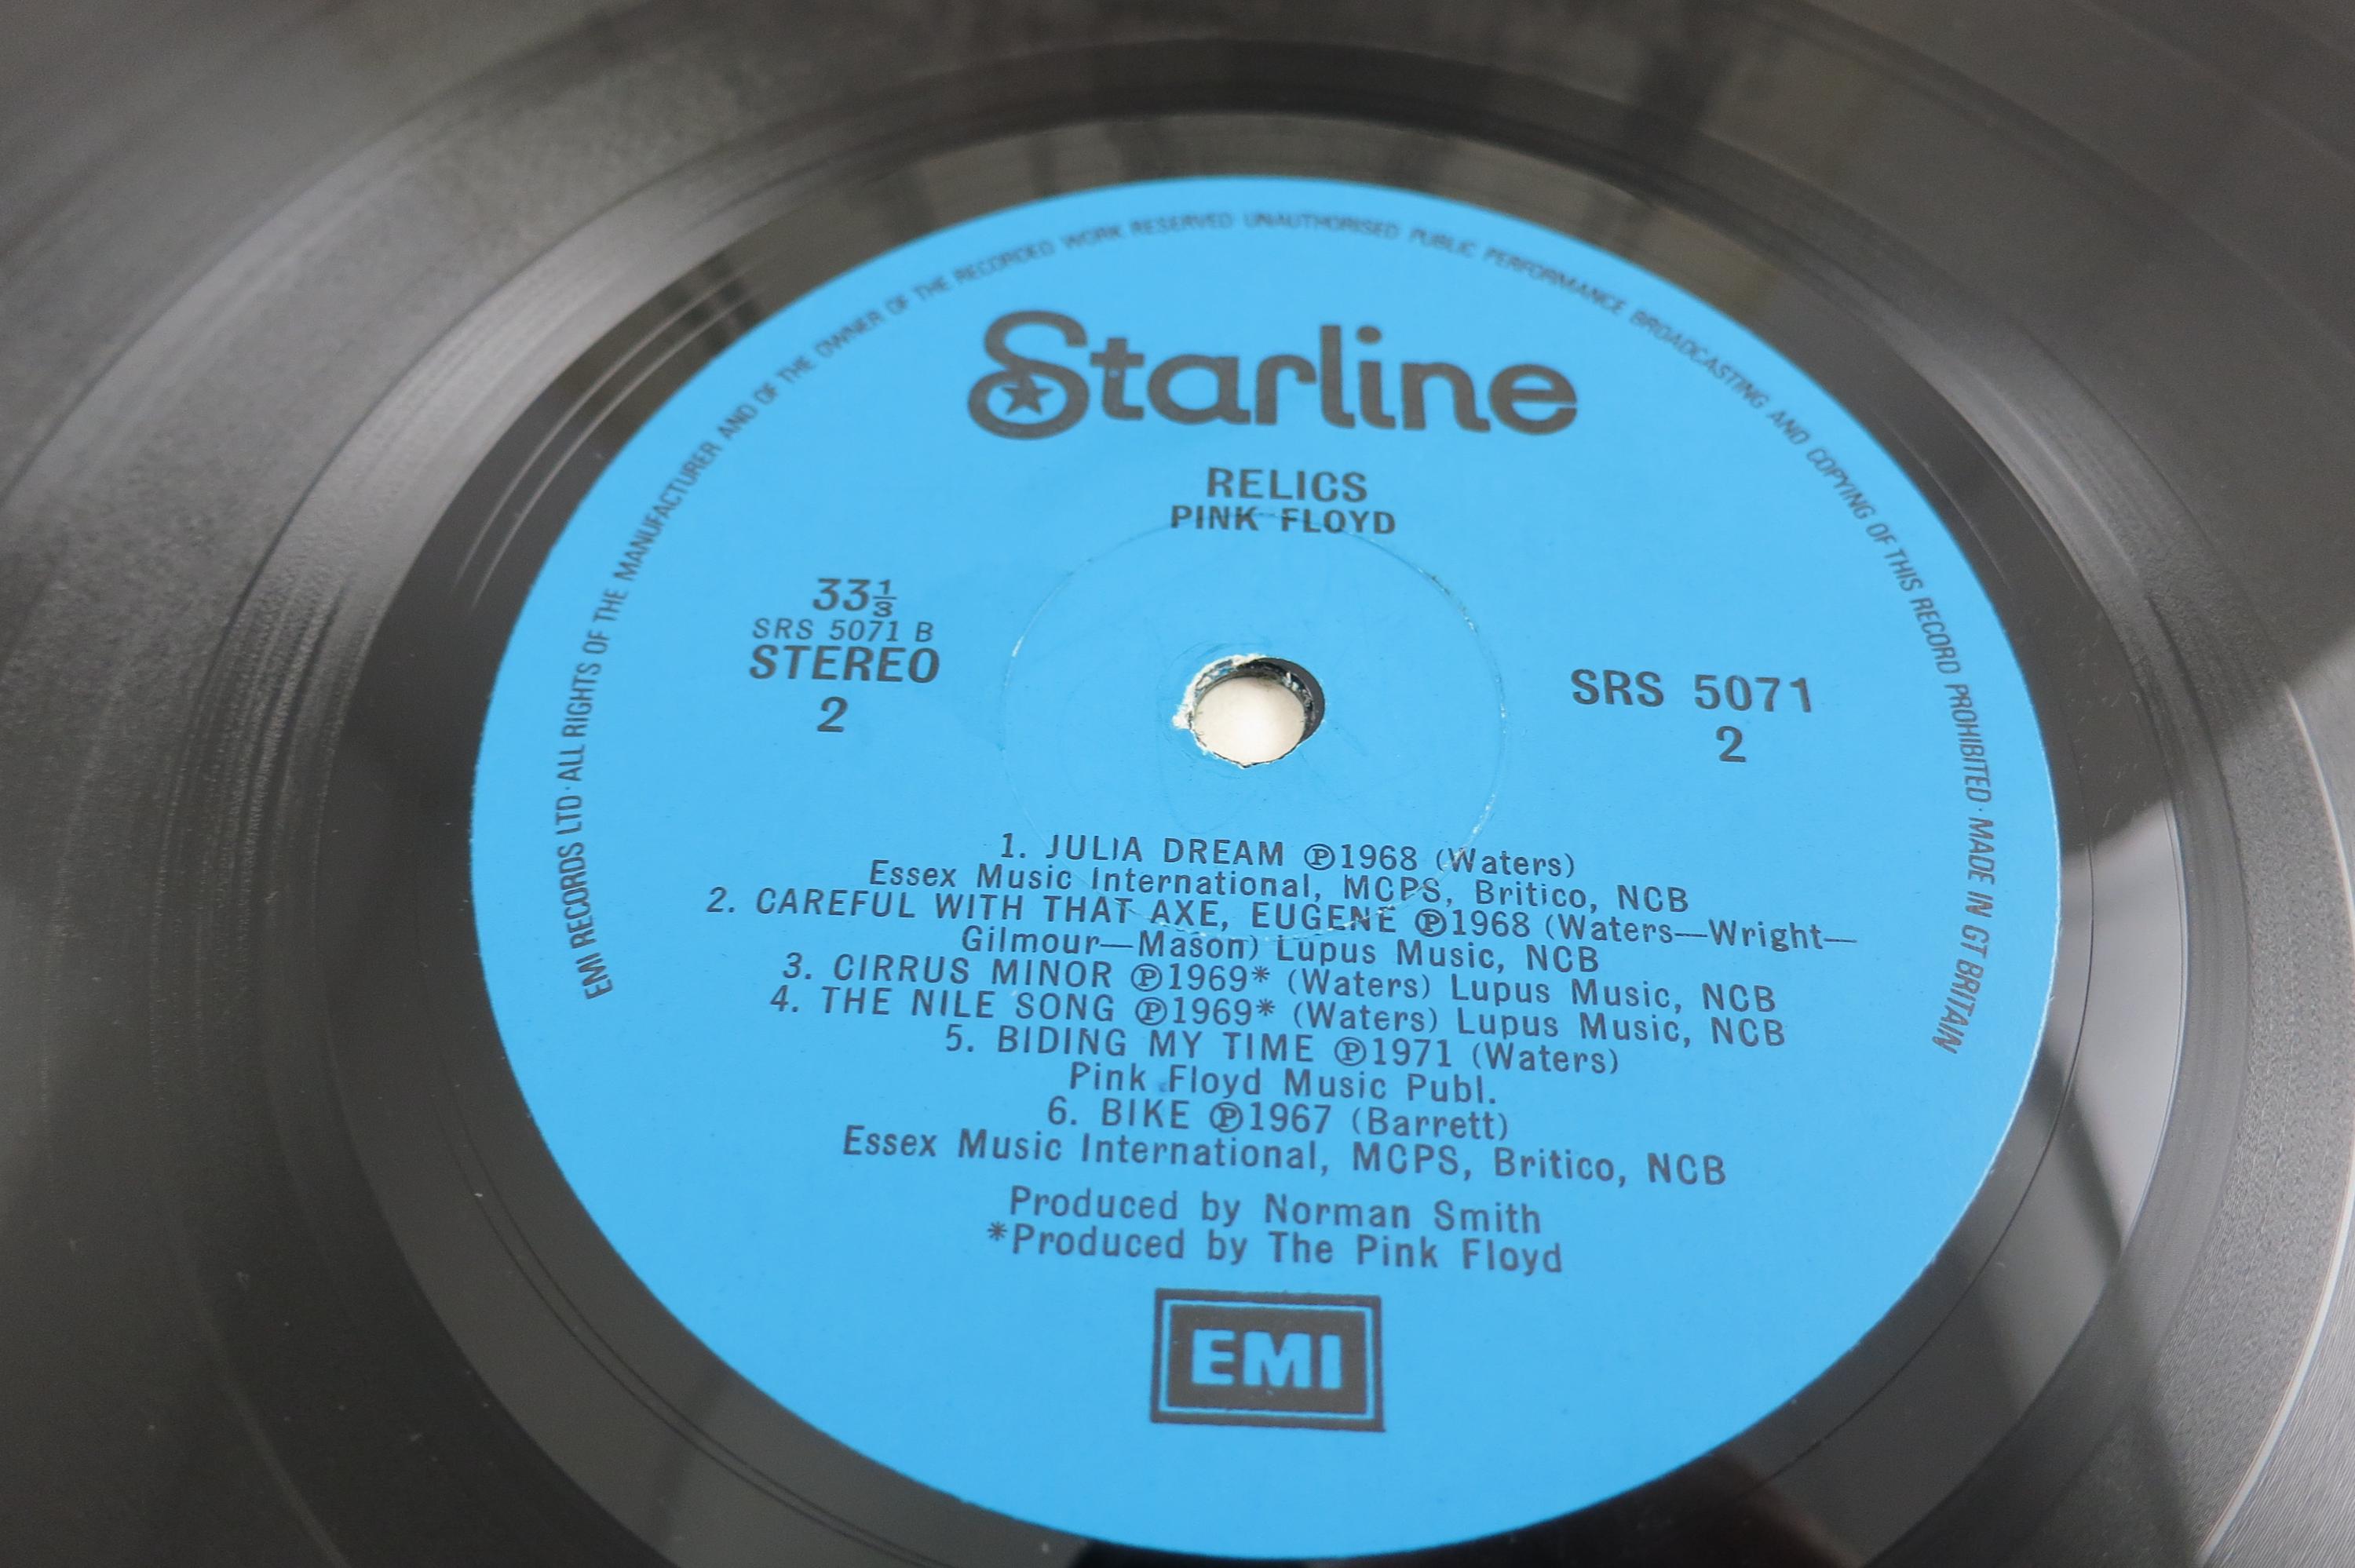 EMI RECORDS LTD · ALL RIGHTS OF THE MANUFACTURER AND OF THE OWNER OF THE RECORDED WORK RESERVED UNAUTHORISED PUBLIC PERFORMANCE BROADCASTING AND COPYING OF THIS RECORD PROHIBITED · MADE IN GT BRITAIN
Starline
RELICS
PINK FLOYD
33⅓
SRS 5071 B
STEREO
2
SRS 5071
2
1. JULIA DREAM ℗1968 (Waters)
Essex Music International, MCPS, Britico, NCB
2. CAREFUL WITH THAT AXE, EUGENE ℗1968 (Waters—Wright—
Gilmour—Mason) Lupus Music, NCB
3. CIRRUS MINOR ℗1969* (Waters) Lupus Music, NCB
4. THE NILE SONG ℗1969* (Waters) Lupus Music, NCB
5. BIDING MY TIME ℗1971 (Waters)
Pink Floyd Music Publ.
6. BIKE ℗1967 (Barrett)
Essex Music International, MCPS, Britico, NCB
Produced by Norman Smith
*Produced by The Pink Floyd
EMI